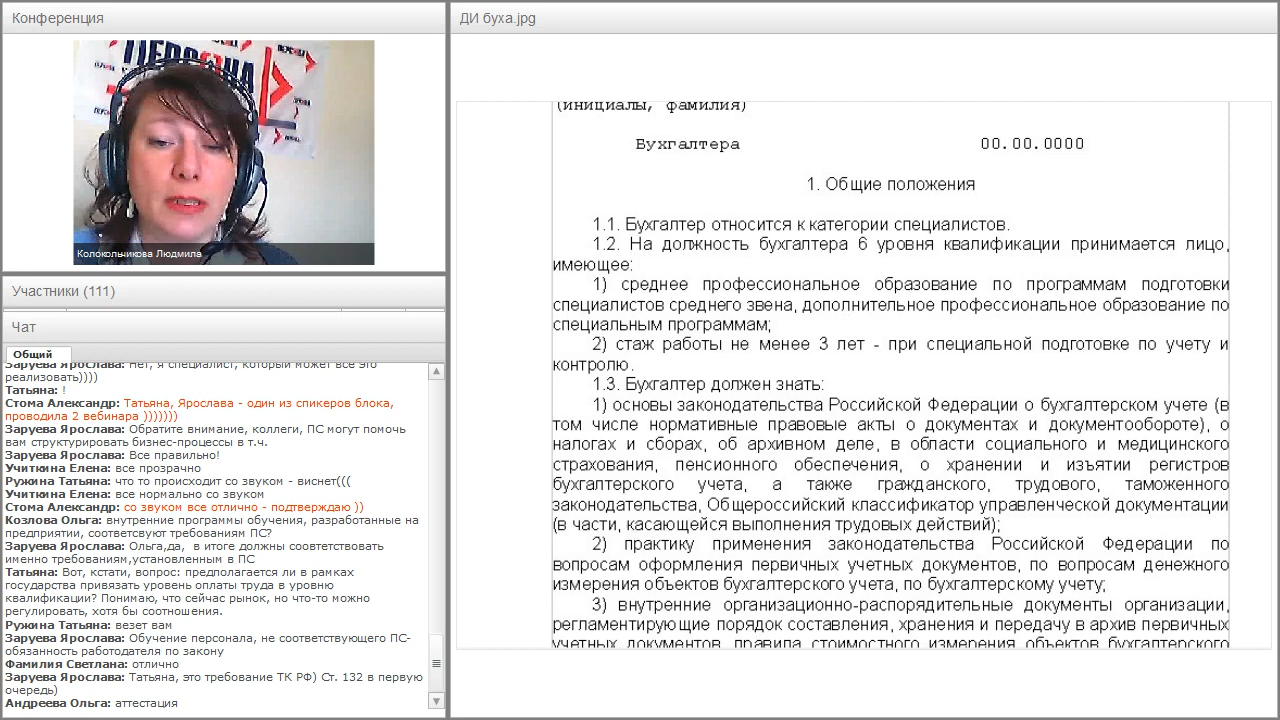 Конференция
ПЕРСОНА
Колокольчикова Людмила
Участники (111)
Чат
Общий
Заруева Ярослава: Нет, я специалист, который может все это
реализовать))))
Татьяна: !
Стома Александр: Татьяна, Ярослава - один из спикеров блока,
проводила 2 вебинара )))))))
Заруева Ярослава: Обратите внимание, коллеги, ПС могут помочь
вам структурировать бизнес-процессы в т.ч.
Заруева Ярослава: Все правильно!
Учиткина Елена: все прозрачно
Ружина Татьяна: что то происходит со звуком - виснет(((
Учиткина Елена: все нормально со звуком
Стома Александр: со звуком все отлично - подтверждаю ))
Козлова Ольга: внутренние программы обучения, разработанные на
предприятии, соответсвуют требованиям ПС?
Заруева Ярослава: Ольга,да, в итоге должны соовтетствовать
именно требованиям,установленным в ПС
Татьяна: Вот, кстати, вопрос: предполагается ли в рамках
государства привязать уровень оплаты труда в уровню
квалификации? Понимаю, что сейчас рынок, но что-то можно
регулировать, хотя бы соотношения.
Ружина Татьяна: везет вам
Заруева Ярослава: Обучение персонала, не соответствующего ПС-
обязанность работодателя по закону
Фамилия Светлана: отлично
Заруева Ярослава: Татьяна, это требование ТК РФ) Ст. 132 в первую
очередь)
Андреева Ольга: аттестация
ДИ буха.jpg
(инициалы, фамилия)
Бухгалтера 00.00.0000
1. Общие положения
1.1. Бухгалтер относится к категории специалистов.
1.2. На должность бухгалтера 6 уровня квалификации принимается лицо,
имеющее:
1) среднее профессиональное образование по программам подготовки
специалистов среднего звена, дополнительное профессиональное образование по
специальным программам;
2) стаж работы не менее 3 лет - при специальной подготовке по учету и
контролю.
1.3. Бухгалтер должен знать:
1) основы законодательства Российской Федерации о бухгалтерском учете (в
том числе нормативные правовые акты о документах и документообороте), о
налогах и сборах, об архивном деле, в области социального и медицинского
страхования, пенсионного обеспечения, о хранении и изъятии регистров
бухгалтерского учета, а также гражданского, трудового, таможенного
законодательства, Общероссийский классификатор управленческой документации
(в части, касающейся выполнения трудовых действий);
2) практику применения законодательства Российской Федерации по
вопросам оформления первичных учетных документов, по вопросам денежного
измерения объектов бухгалтерского учета, по бухгалтерскому учету;
3) внутренние организационно-распорядительные документы организации,
регламентирующие порядок составления, хранения и передачу в архив первичных
учетных документов, правила стоимостного измерения объектов бухгалтерского